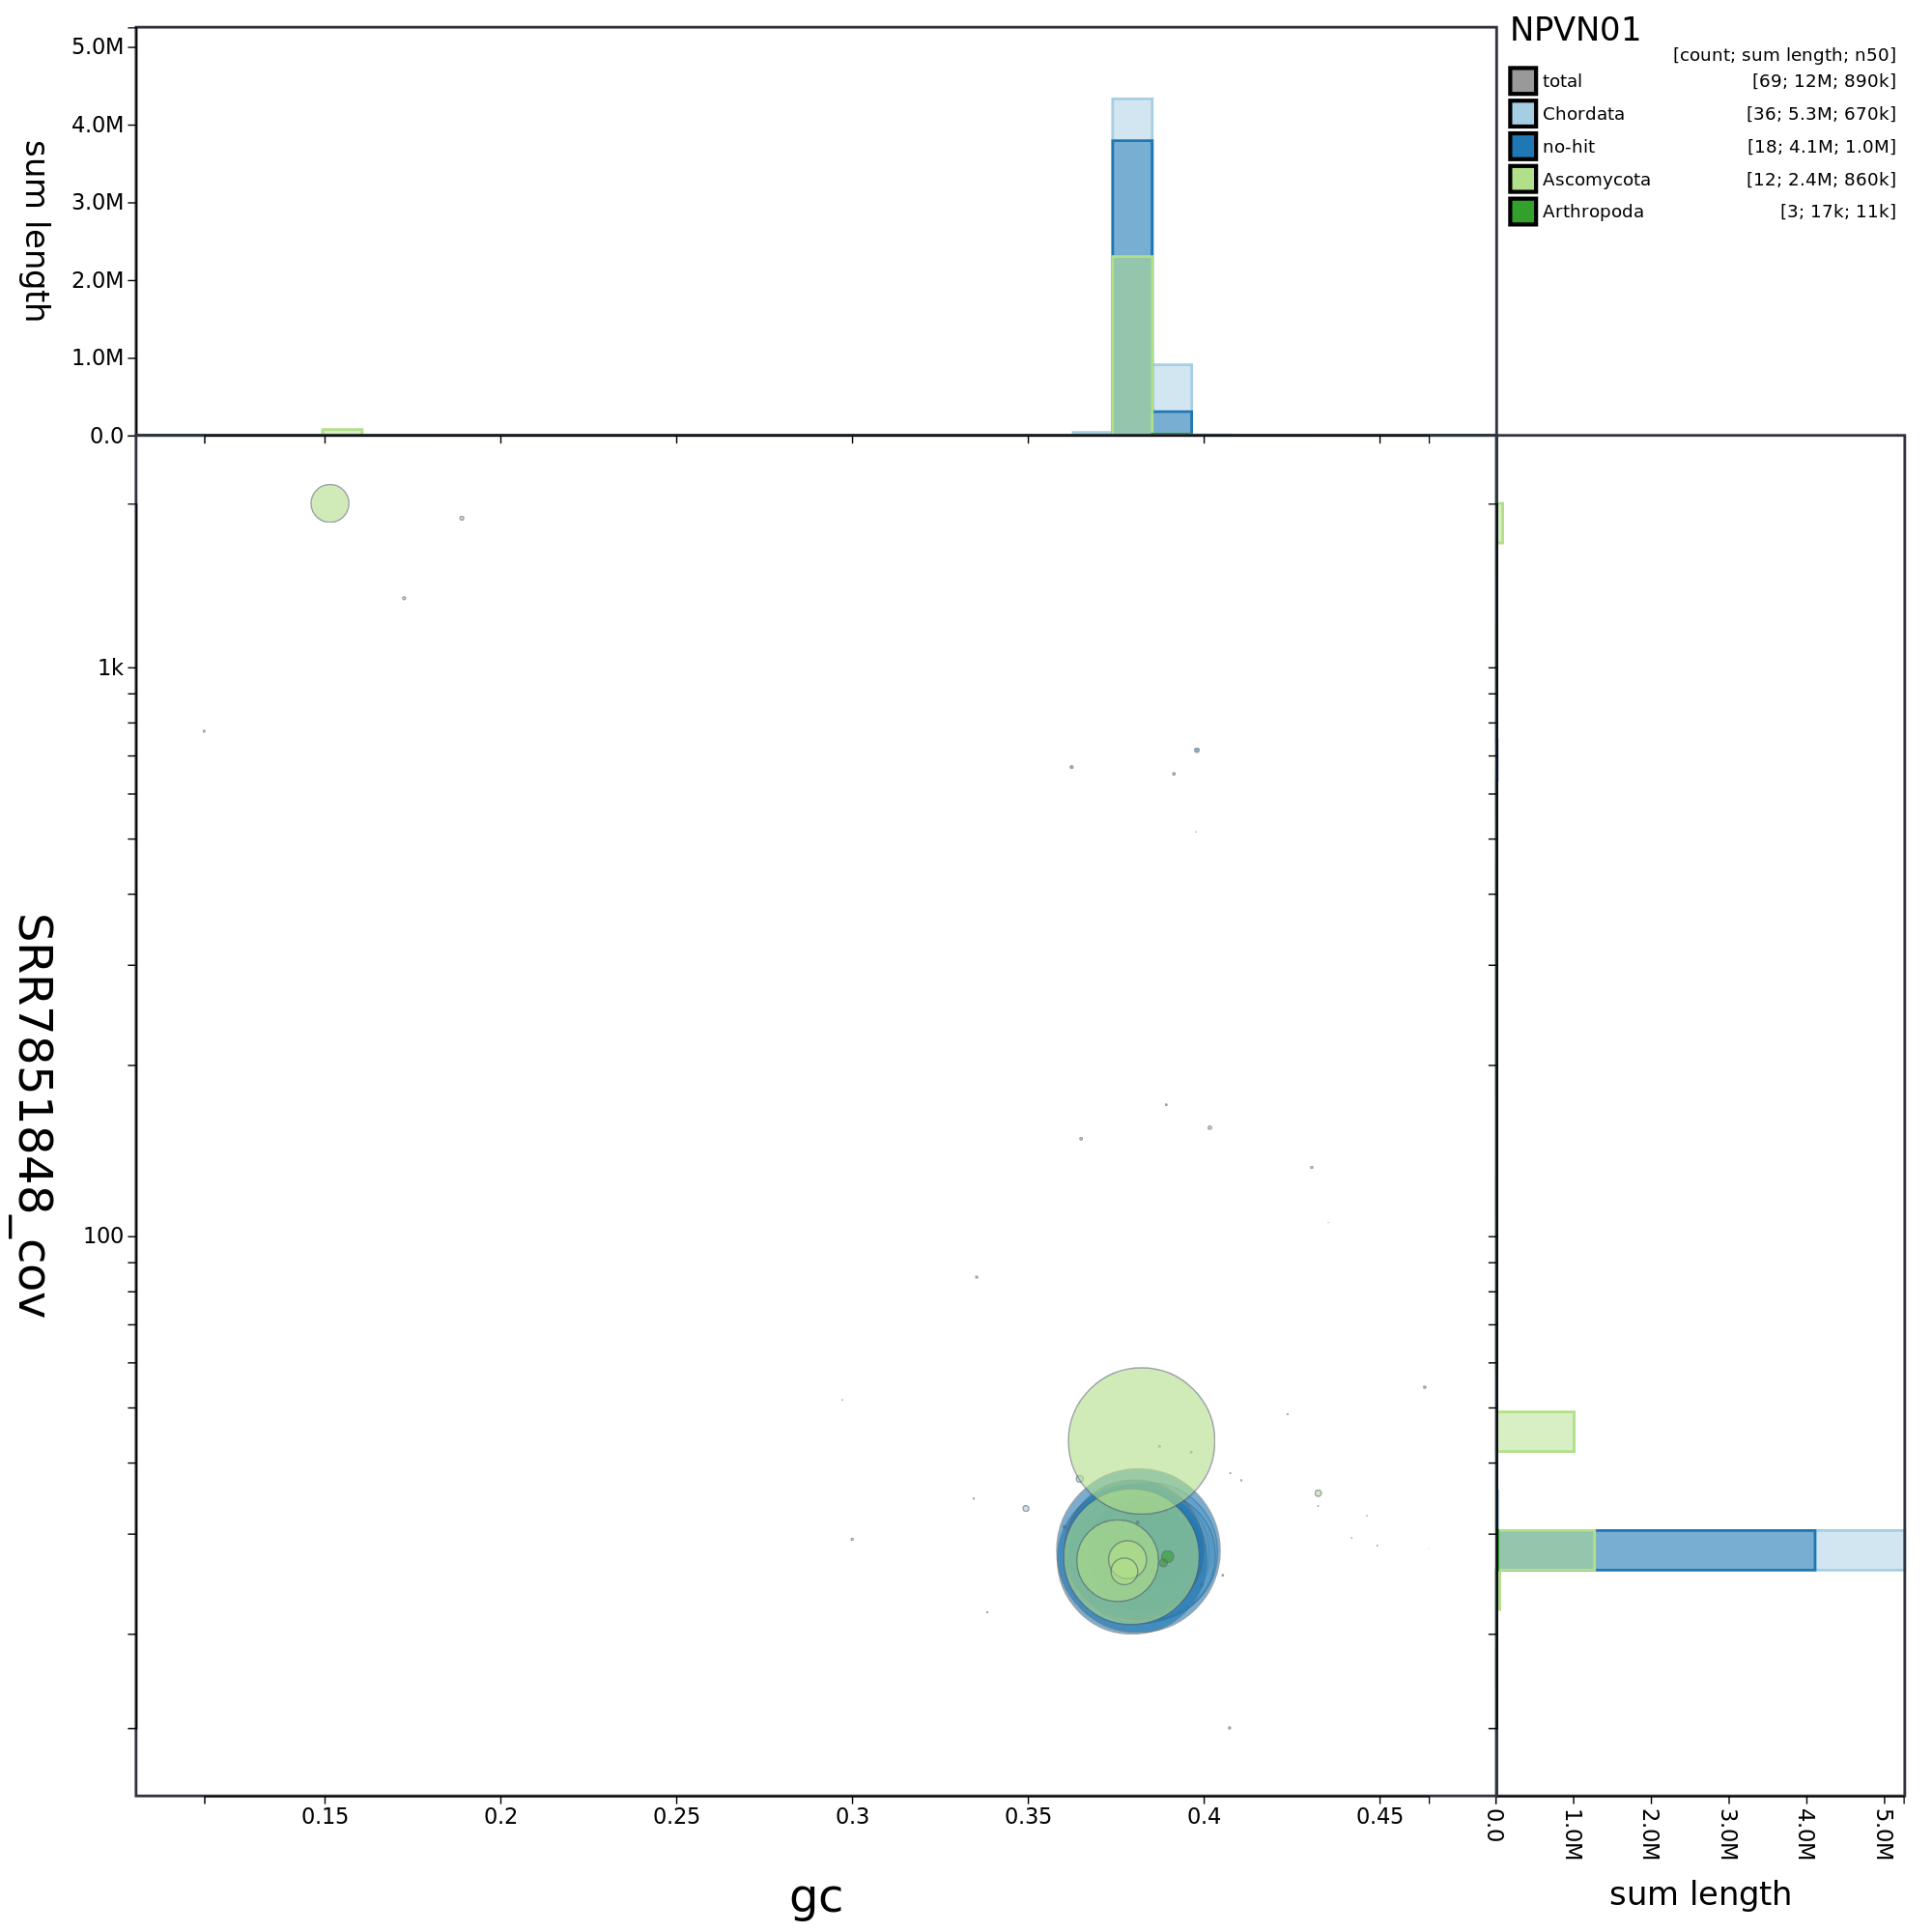 NPVN01
[count; sum length; n50]
total [69; 12M; 890k]
Chordata [36; 5.3M; 670k]
no-hit [18; 4.1M; 1.0M]
Ascomycota [12; 2.4M; 860k]
Arthropoda [3; 17k; 11k]
sum length
5.0M
4.0M
3.0M
2.0M
1.0M
0.0
SRR7851848_cov
1k
100
0.15 0.2 0.25 0.3 0.35 0.4 0.45
gc
0.0 1.0M 2.0M 3.0M 4.0M 5.0M
sum length